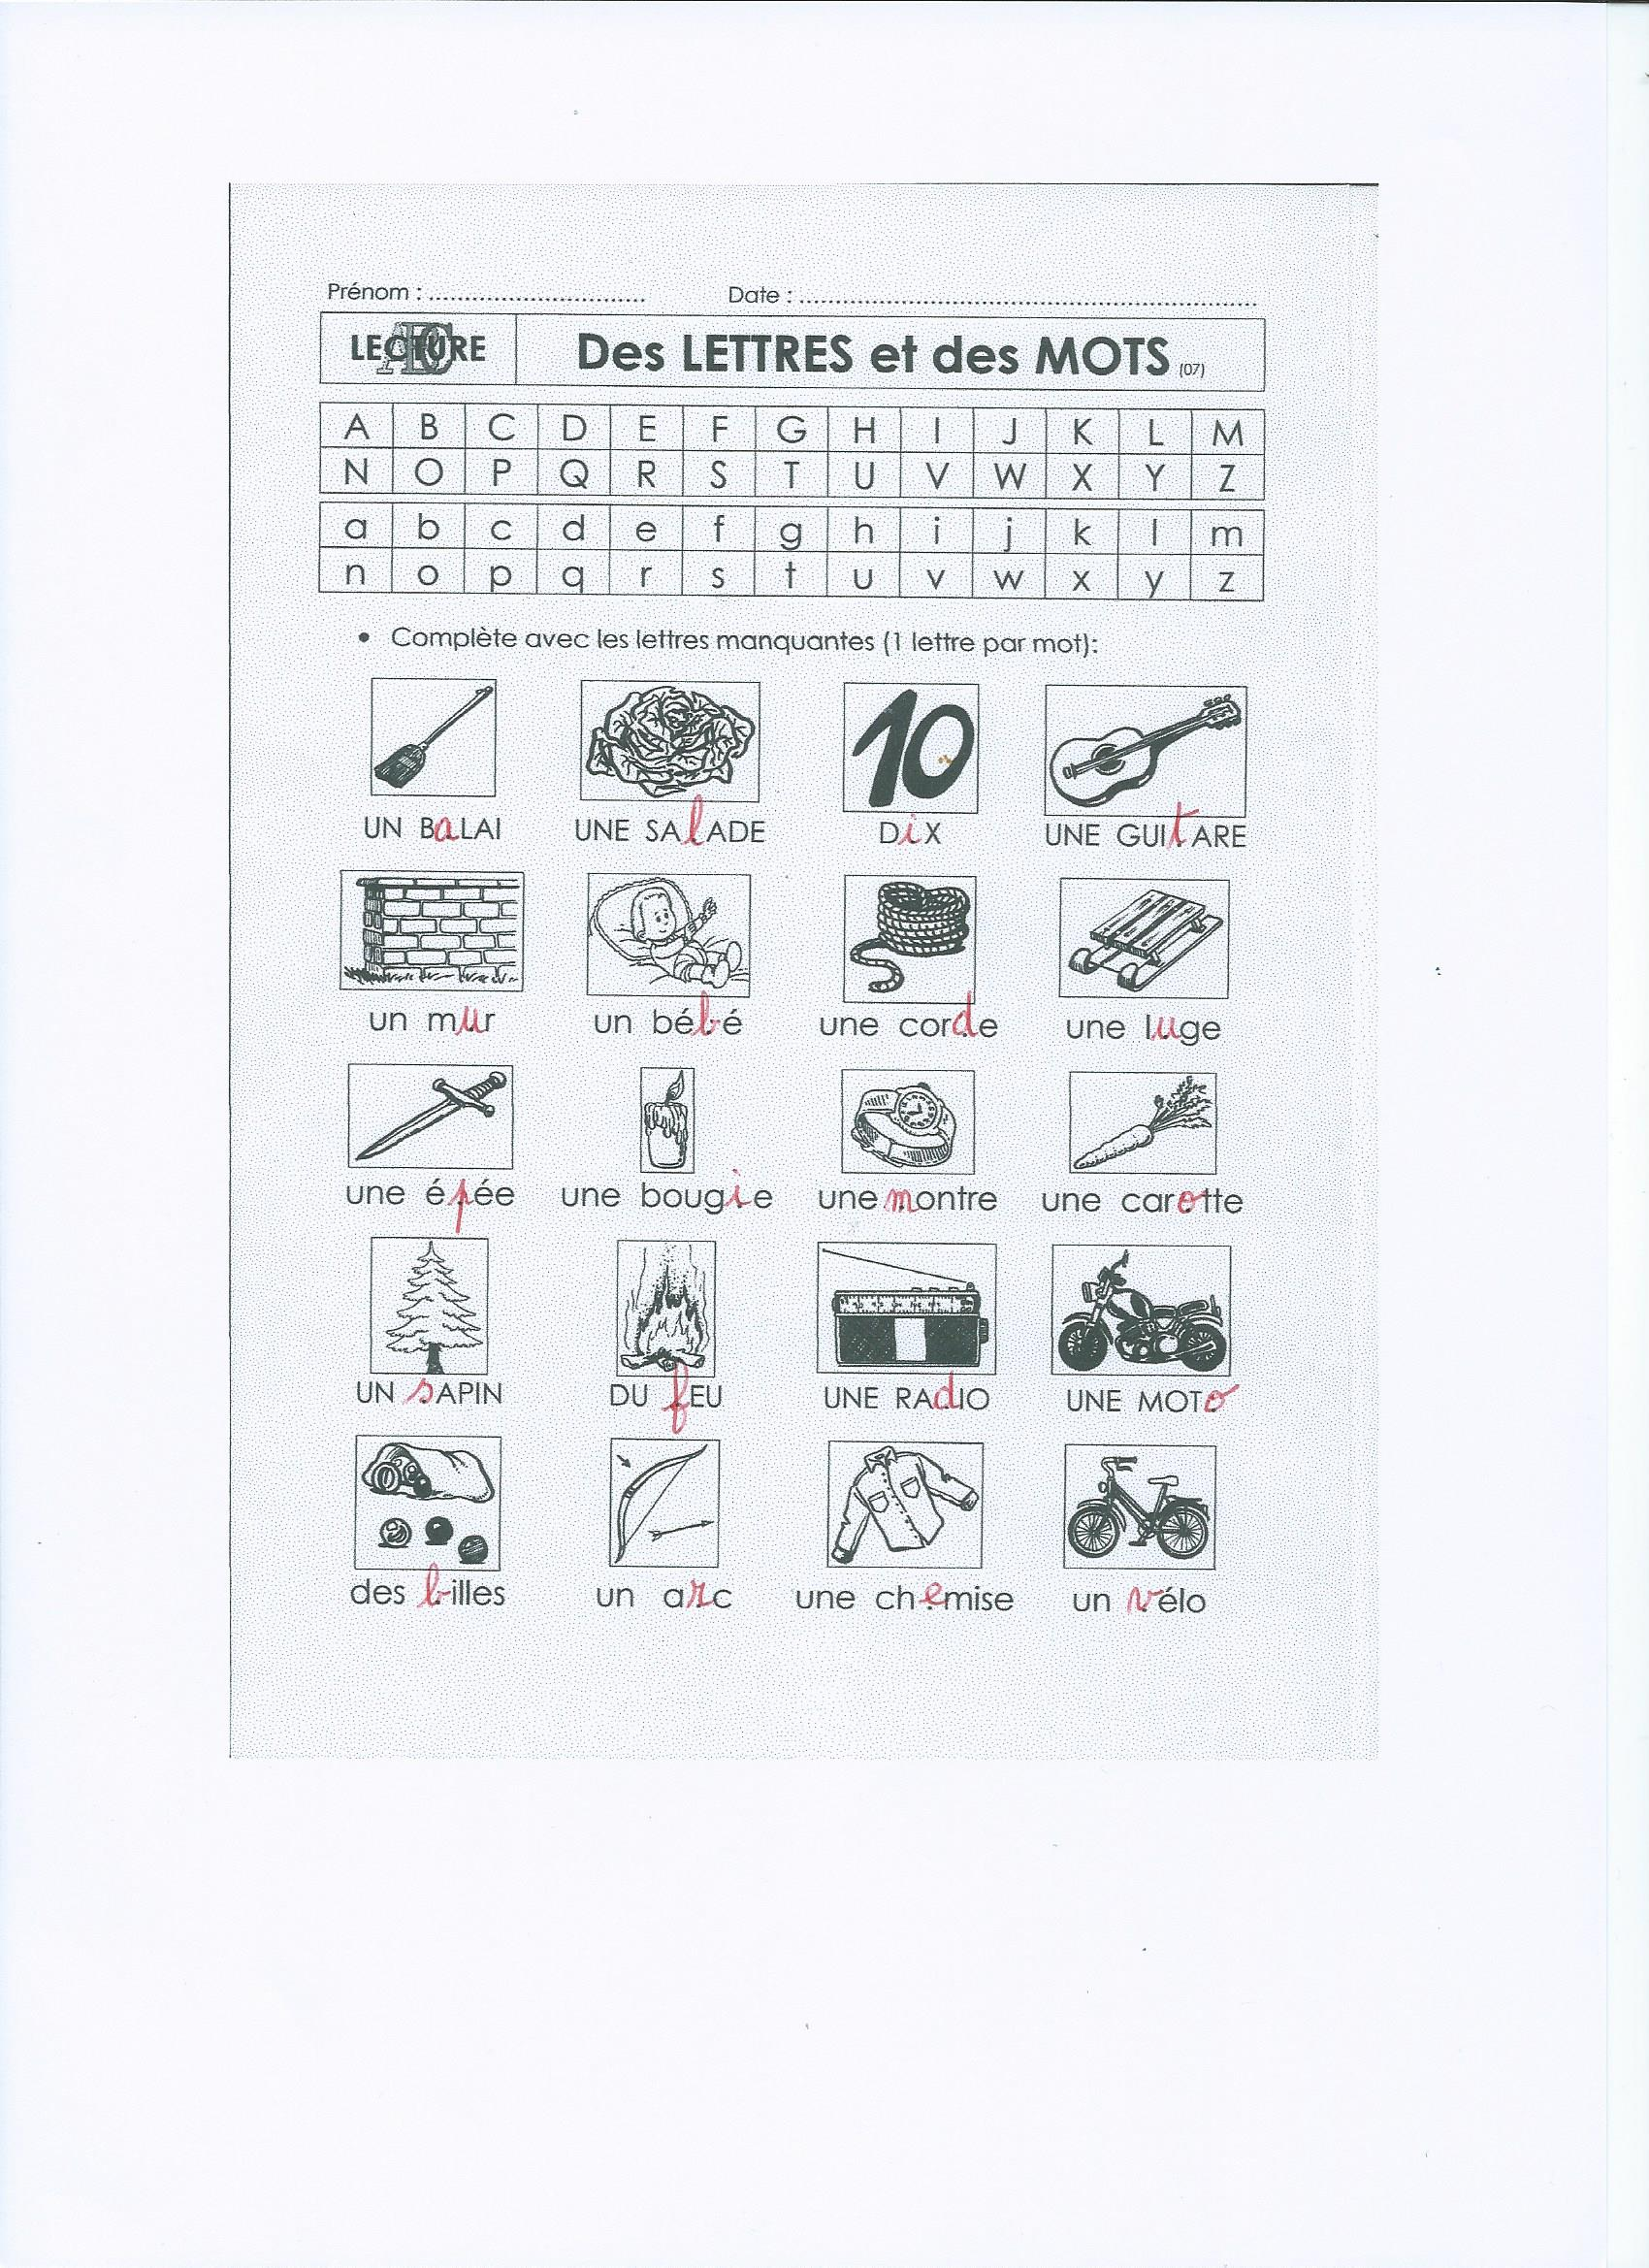 Prénom : .............................. Date : ................................................................
LECTURE Des LETTRES et des MOTS (07)
A B C D E F G H I J K L M
N O P Q R S T U V W X Y Z
a b c d e f g h i j k l m
n o p q r s t u v w x y z
• Complète avec les lettres manquantes (1 lettre par mot):
10
UN BaLAI UNE SAlADE DiX UNE GUItARE
un mur un bébé une corde une luge
une épée une bougie une montre une carotte
UN sAPIN DU fEU UNE RAdIO UNE MOTo
des billes un arc une chemise un vélo